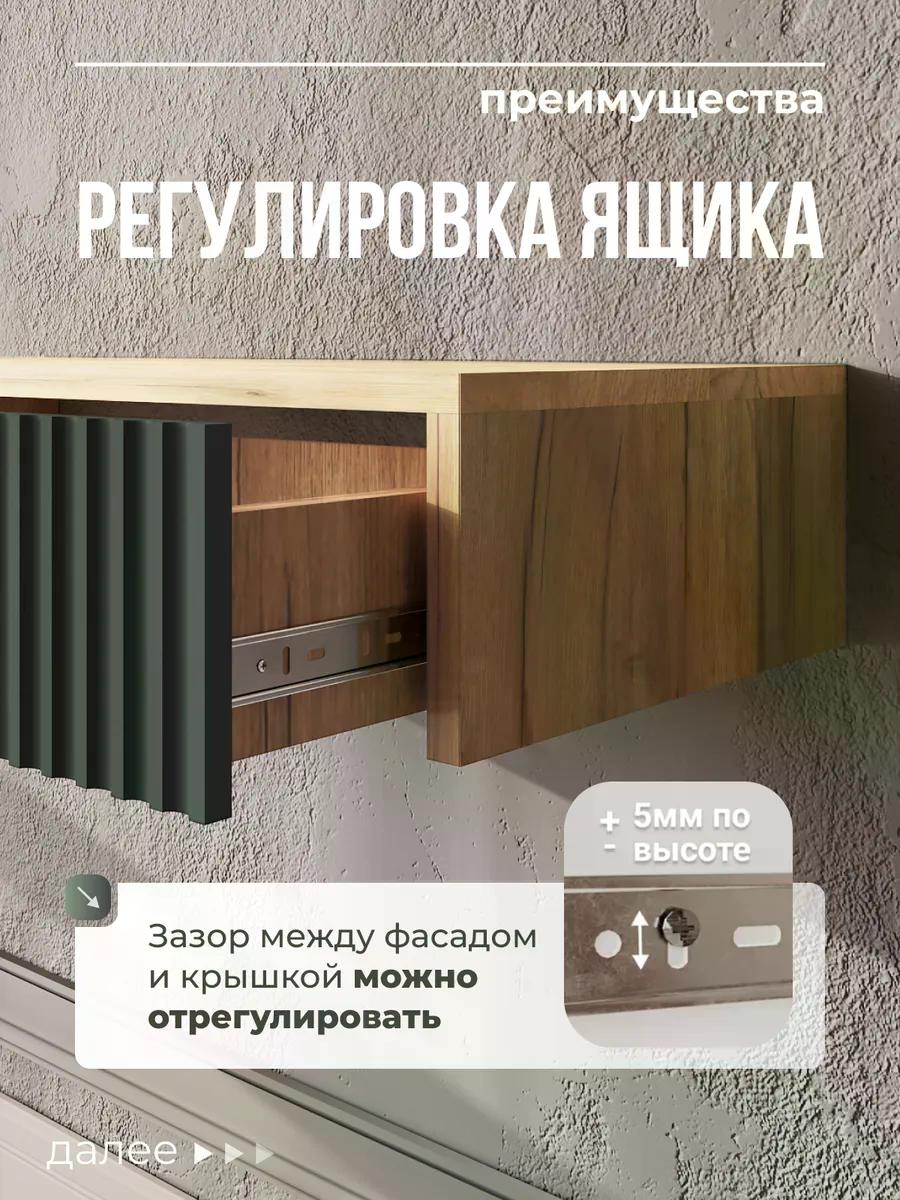 преимущества
РЕГУЛИРОВКА ЯЩИКА
+ 5мм по
- высоте
Зазор между фасадом
и крышкой можно
отрегулировать
далее